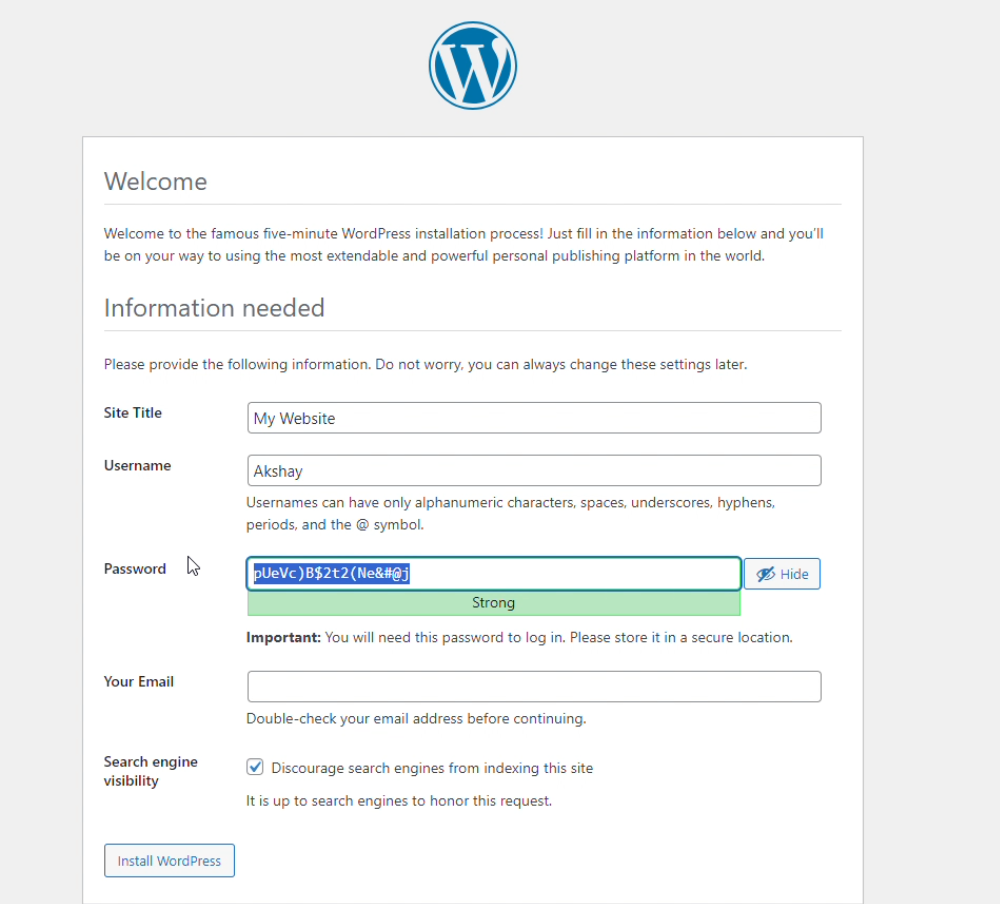 Welcome
Welcome to the famous five-minute WordPress installation process! Just fill in the information below and you'll
be on your way to using the most extendable and powerful personal publishing platform in the world.
Information needed
Please provide the following information. Do not worry, you can always change these settings later.
Site Title
My Website
Username
Akshay
Usernames can have only alphanumeric characters, spaces, underscores, hyphens,
periods, and the @ symbol.
Password
pUeVc)B$2t2(Ne&#@j
Hide
Strong
Important: You will need this password to log in. Please store it in a secure location.
Your Email
Double-check your email address before continuing.
Search engine
visibility
Discourage search engines from indexing this site
It is up to search engines to honor this request.
Install WordPress